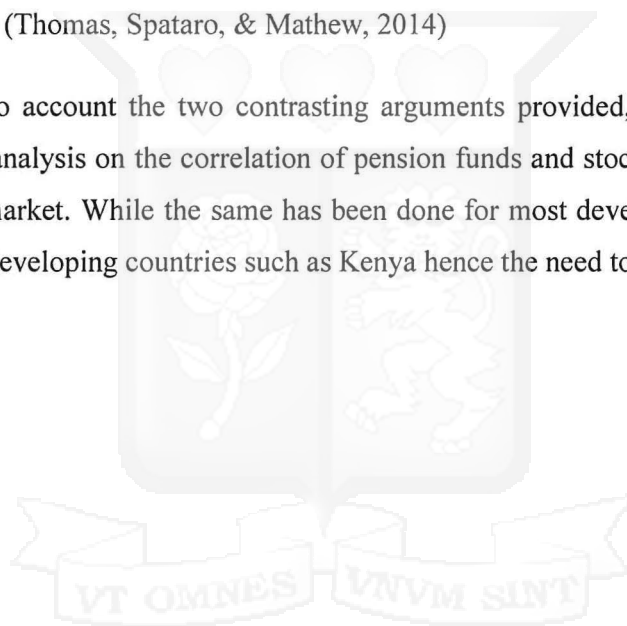 (Thomas, Spataro, & Mathew, 2014)
o account the two contrasting arguments provided,
analysis on the correlation of pension funds and stoc
market. While the same has been done for most deve
developing countries such as Kenya hence the need to
VT OMNES VNVM SINT